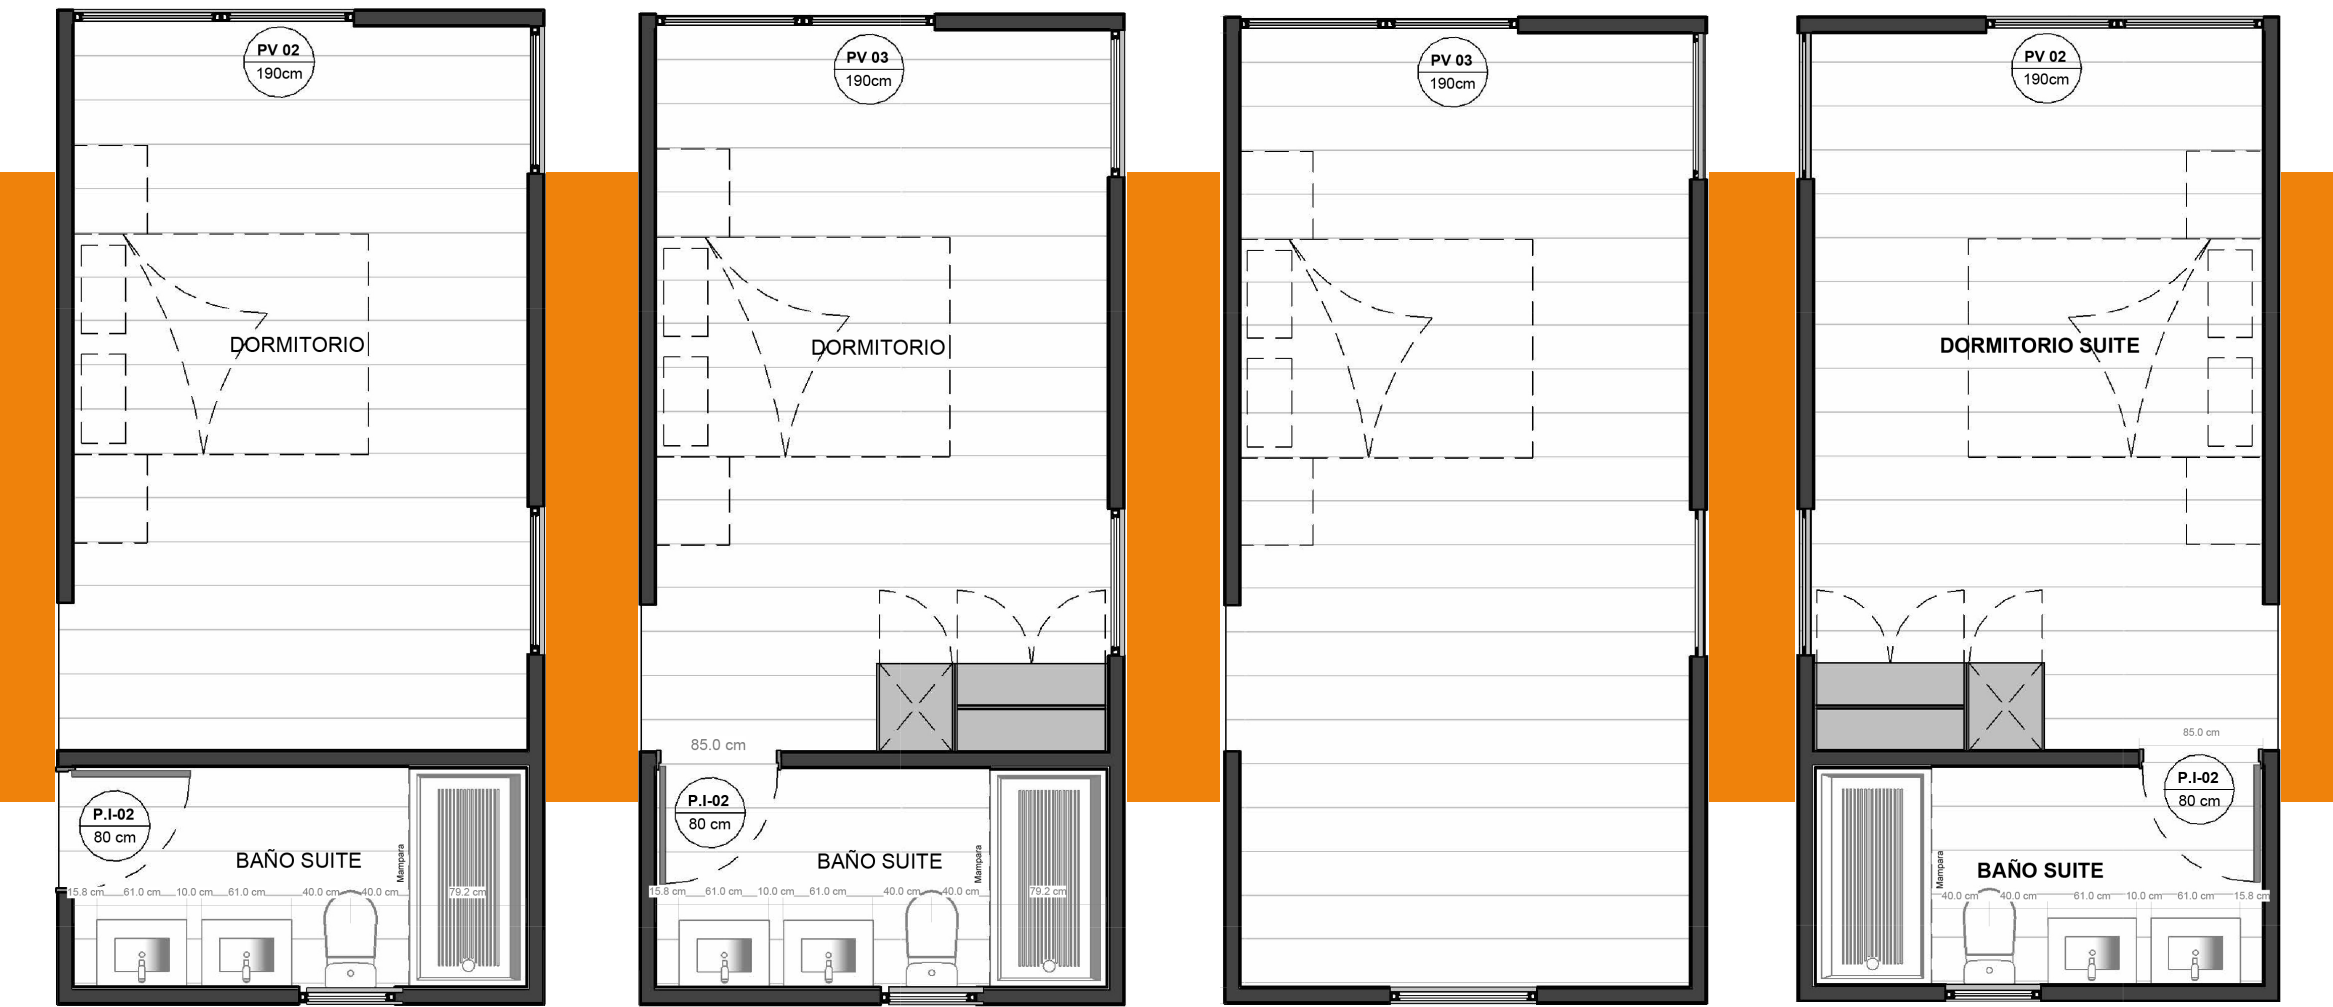 PV 02
190cm
DORMITORIO
P.I-02
80 cm
BAÑO SUITE
Mampara
15.8 cm 61.0 cm 10.0 cm 61.0 cm 40.0 cm 40.0 cm 79.2 cm
PV 03
190cm
DORMITORIO
85.0 cm
P.I-02
80 cm
BAÑO SUITE
Mampara
15.8 cm 61.0 cm 10.0 cm 61.0 cm 40.0 cm 40.0 cm 79.2 cm
PV 03
190cm
PV 02
190cm
DORMITORIO SUITE
85.0 cm
P.I-02
80 cm
BAÑO SUITE
Mampara
40.0 cm 40.0 cm 61.0 cm 10.0 cm 61.0 cm 15.8 cm